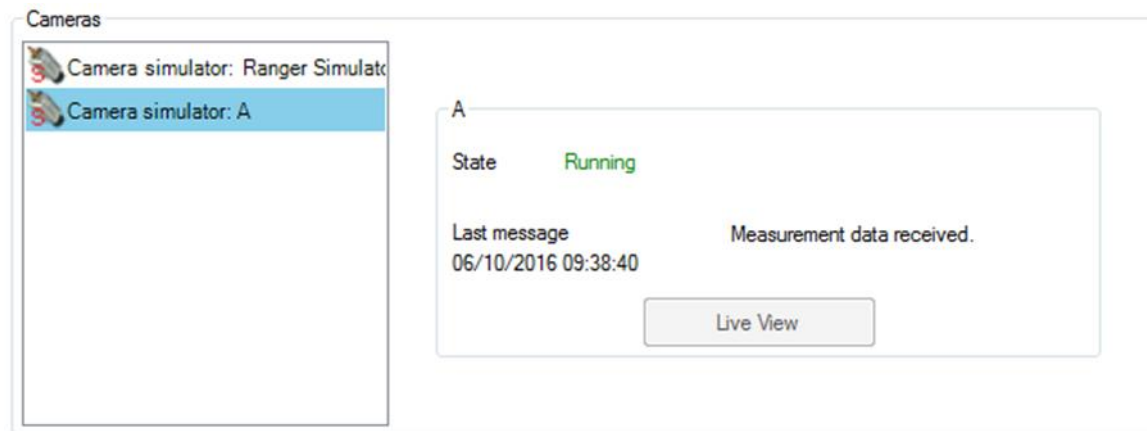 Cameras
Camera simulator: Ranger Simulato
Camera simulator: A
A
State Running
Last message Measurement data received.
06/10/2016 09:38:40
Live View